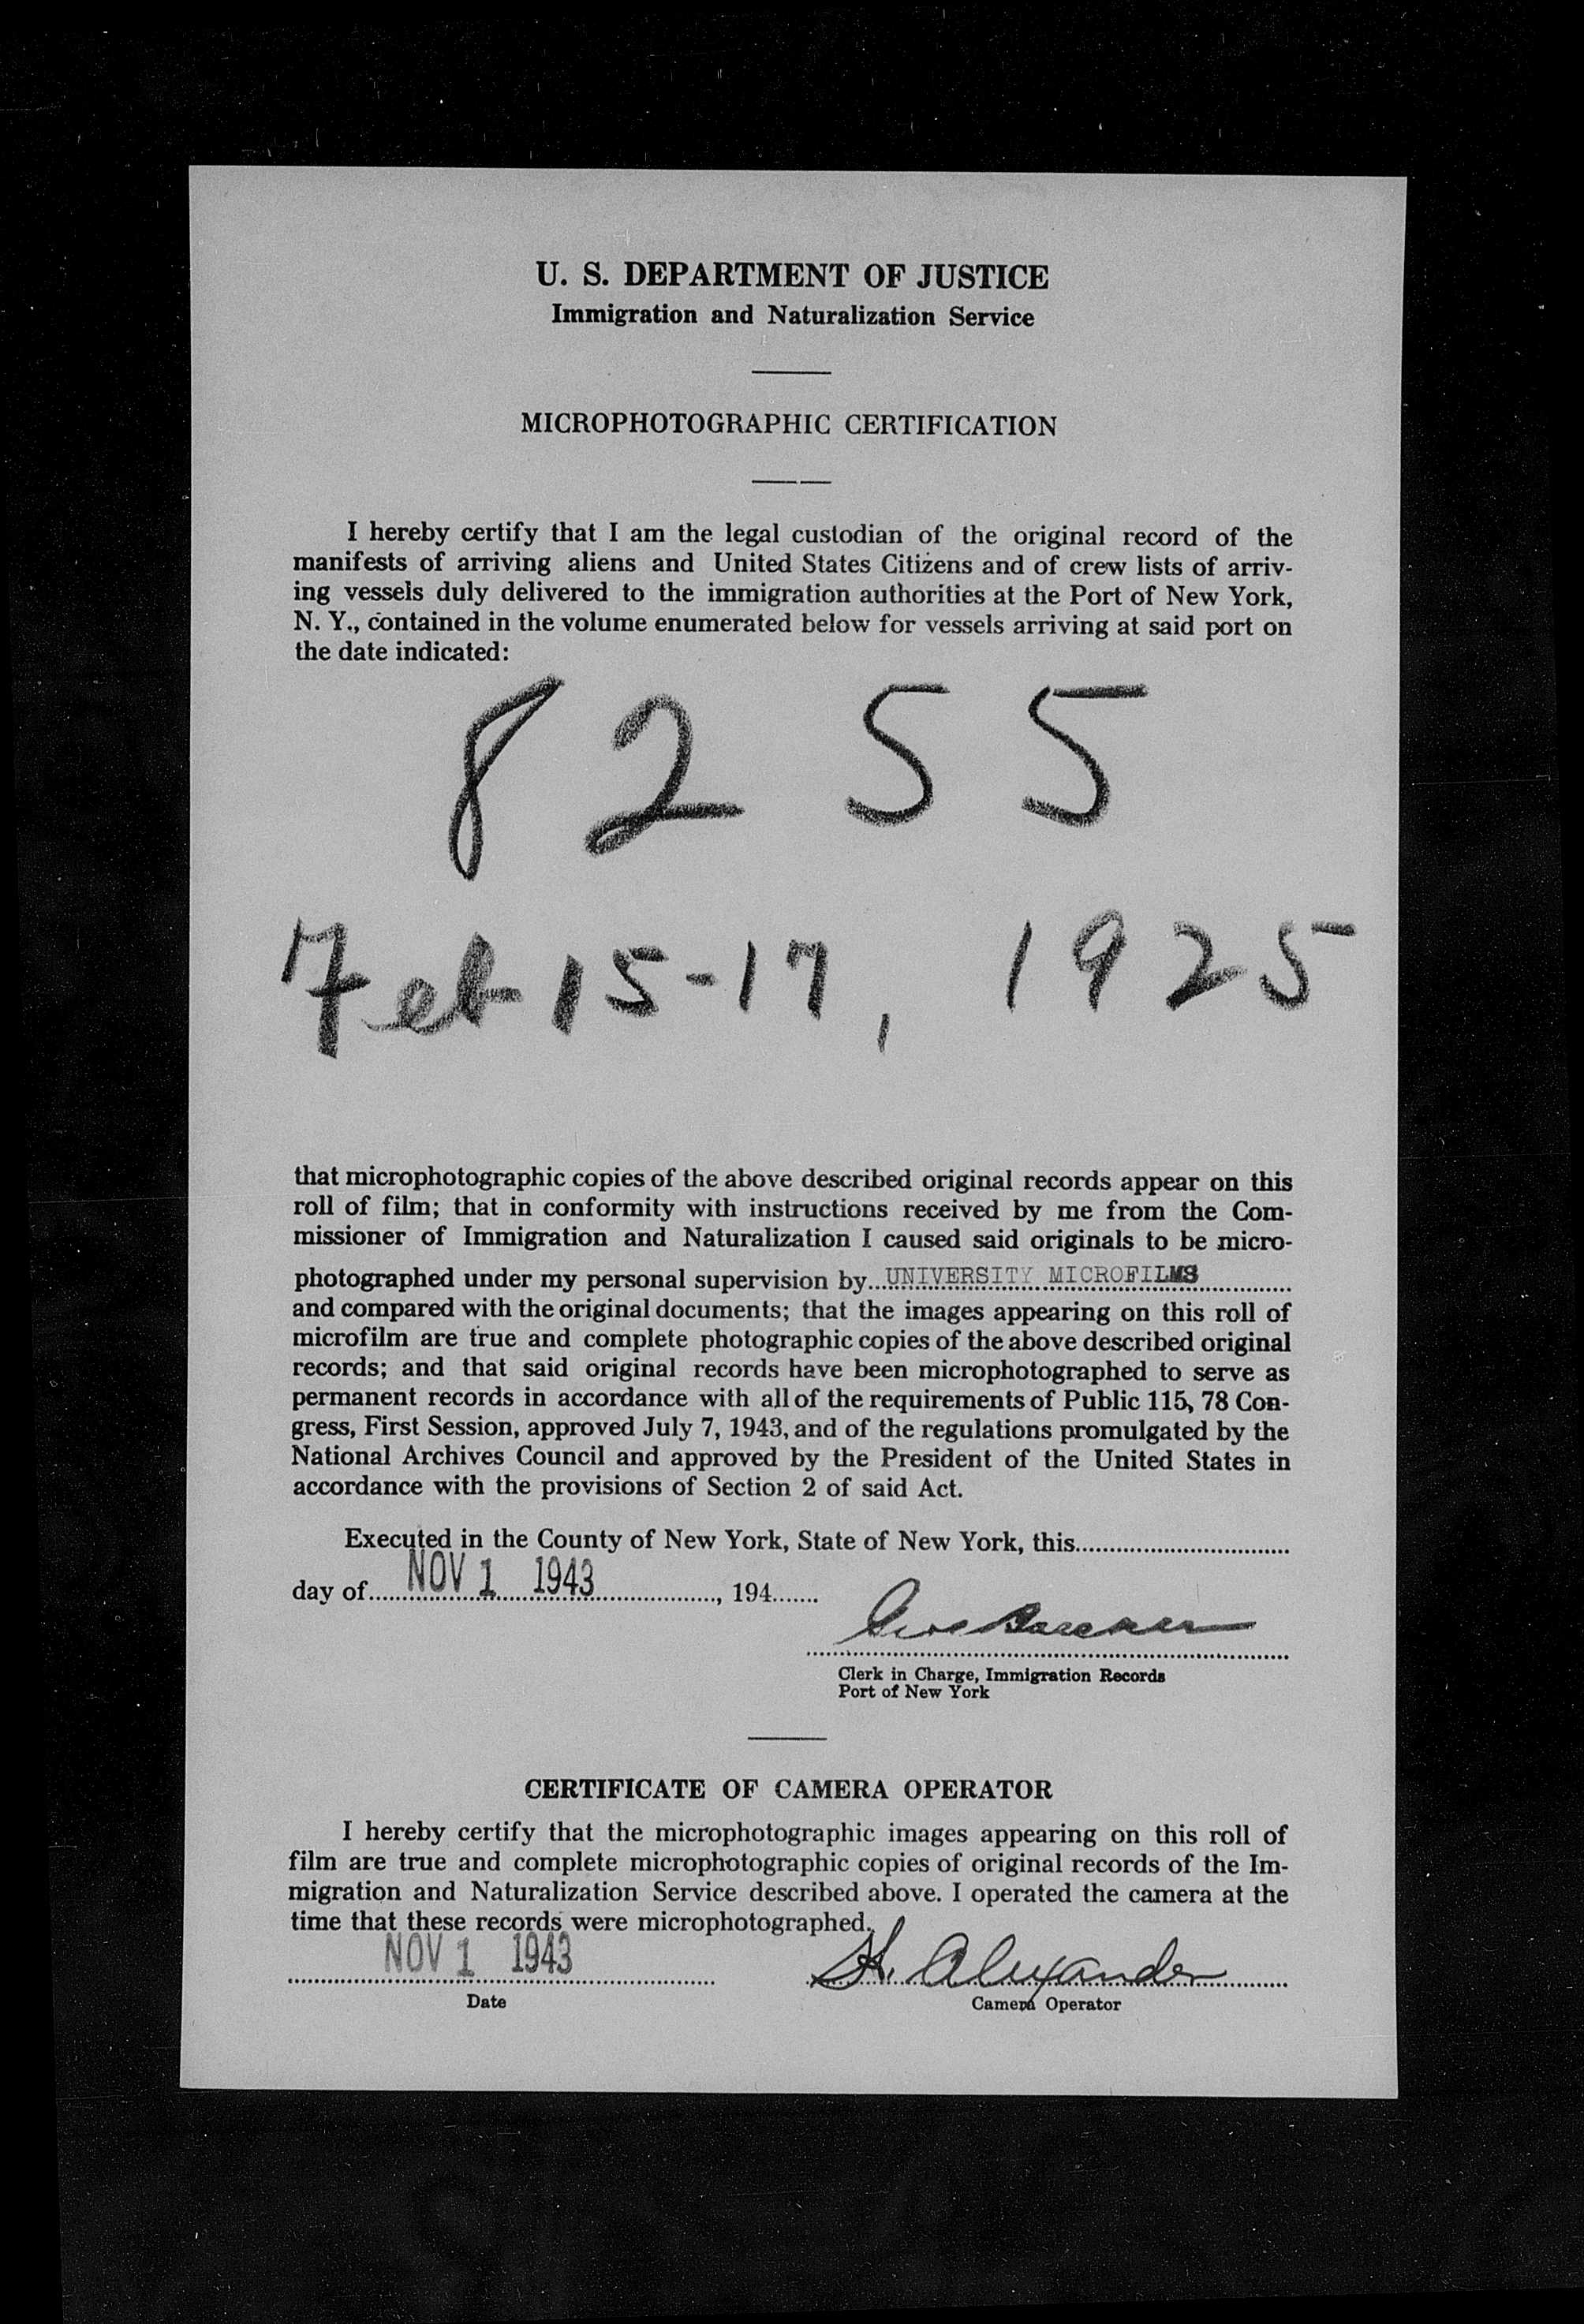 U. S. DEPARTMENT OF JUSTICE
Immigration and Naturalization Service
MICROPHOTOGRAPHIC CERTIFICATION
I hereby certify that I am the legal custodian of the original record of the
manifests of arriving aliens and United States Citizens and of crew lists of arriv-
ing vessels duly delivered to the immigration authorities at the Port of New York,
N. Y., contained in the volume enumerated below for vessels arriving at said port on
the date indicated:
8255
Feb 15-17, 1925
that microphotographic copies of the above described original records appear on this
roll of film; that in conformity with instructions received by me from the Com-
missioner of Immigration and Naturalization I caused said originals to be micro-
photographed under my personal supervision by UNIVERSITY MICROFILMS
and compared with the original documents; that the images appearing on this roll of
microfilm are true and complete photographic copies of the above described original
records; and that said original records have been microphotographed to serve as
permanent records in accordance with all of the requirements of Public 115, 78 Con-
gress, First Session, approved July 7, 1943, and of the regulations promulgated by the
National Archives Council and approved by the President of the United States in
accordance with the provisions of Section 2 of said Act.
Executed in the County of New York, State of New York, this
day of NOV 1 1943, 194
Clerk in Charge, Immigration Records
Port of New York
CERTIFICATE OF CAMERA OPERATOR
I hereby certify that the microphotographic images appearing on this roll of
film are true and complete microphotographic copies of original records of the Im-
migration and Naturalization Service described above. I operated the camera at the
time that these records were microphotographed.
NOV 1 1943 H. Alexander
Date Camera Operator